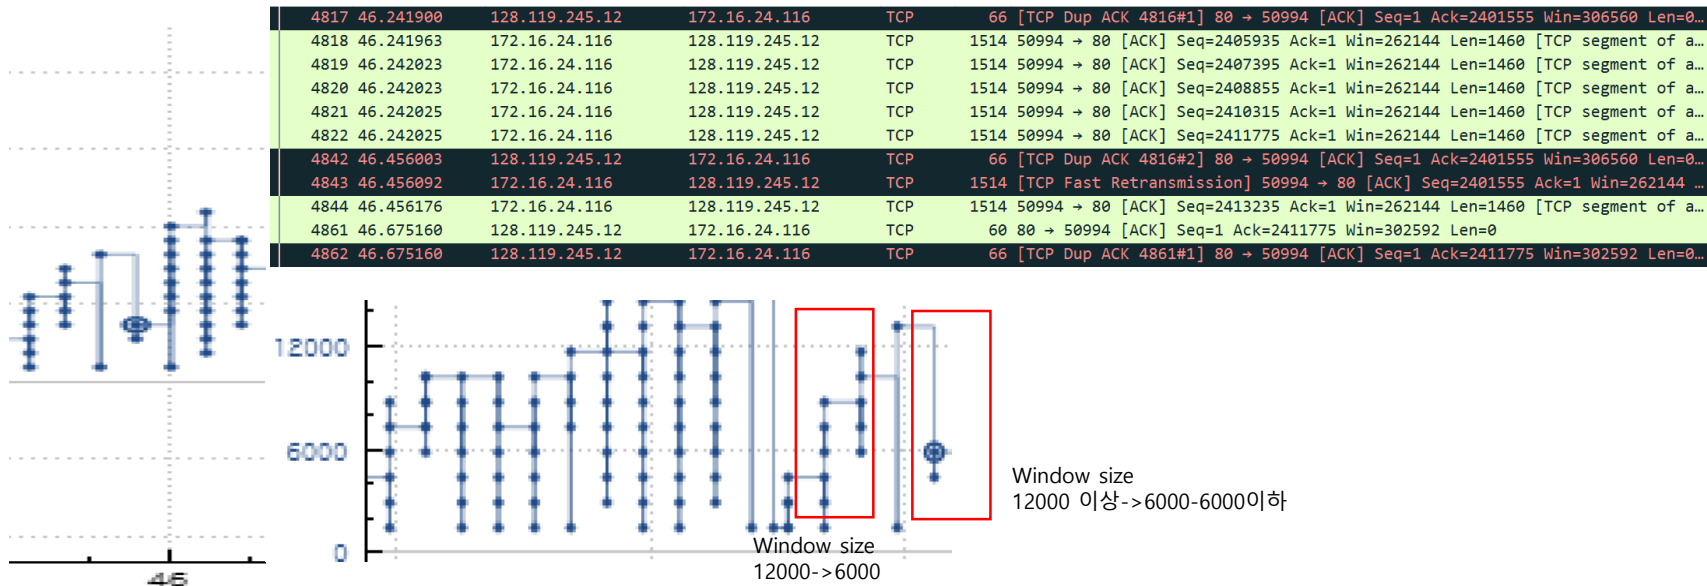 4817 46.241900 128.119.245.12 172.16.24.116 TCP 66 [TCP Dup ACK 4816#1] 80 → 50994 [ACK] Seq=1 Ack=2401555 Win=306560 Len=0…
4818 46.241963 172.16.24.116 128.119.245.12 TCP 1514 50994 → 80 [ACK] Seq=2405935 Ack=1 Win=262144 Len=1460 [TCP segment of a…
4819 46.242023 172.16.24.116 128.119.245.12 TCP 1514 50994 → 80 [ACK] Seq=2407395 Ack=1 Win=262144 Len=1460 [TCP segment of a…
4820 46.242023 172.16.24.116 128.119.245.12 TCP 1514 50994 → 80 [ACK] Seq=2408855 Ack=1 Win=262144 Len=1460 [TCP segment of a…
4821 46.242025 172.16.24.116 128.119.245.12 TCP 1514 50994 → 80 [ACK] Seq=2410315 Ack=1 Win=262144 Len=1460 [TCP segment of a…
4822 46.242025 172.16.24.116 128.119.245.12 TCP 1514 50994 → 80 [ACK] Seq=2411775 Ack=1 Win=262144 Len=1460 [TCP segment of a…
4842 46.456003 128.119.245.12 172.16.24.116 TCP 66 [TCP Dup ACK 4816#2] 80 → 50994 [ACK] Seq=1 Ack=2401555 Win=306560 Len=0…
4843 46.456092 172.16.24.116 128.119.245.12 TCP 1514 [TCP Fast Retransmission] 50994 → 80 [ACK] Seq=2401555 Ack=1 Win=262144 …
4844 46.456176 172.16.24.116 128.119.245.12 TCP 1514 50994 → 80 [ACK] Seq=2413235 Ack=1 Win=262144 Len=1460 [TCP segment of a…
4861 46.675160 128.119.245.12 172.16.24.116 TCP 60 80 → 50994 [ACK] Seq=1 Ack=2411775 Win=302592 Len=0
4862 46.675160 128.119.245.12 172.16.24.116 TCP 66 [TCP Dup ACK 4861#1] 80 → 50994 [ACK] Seq=1 Ack=2411775 Win=302592 Len=0…
12000
6000
0
Window size
12000 이상->6000-6000이하
Window size
12000->6000
46